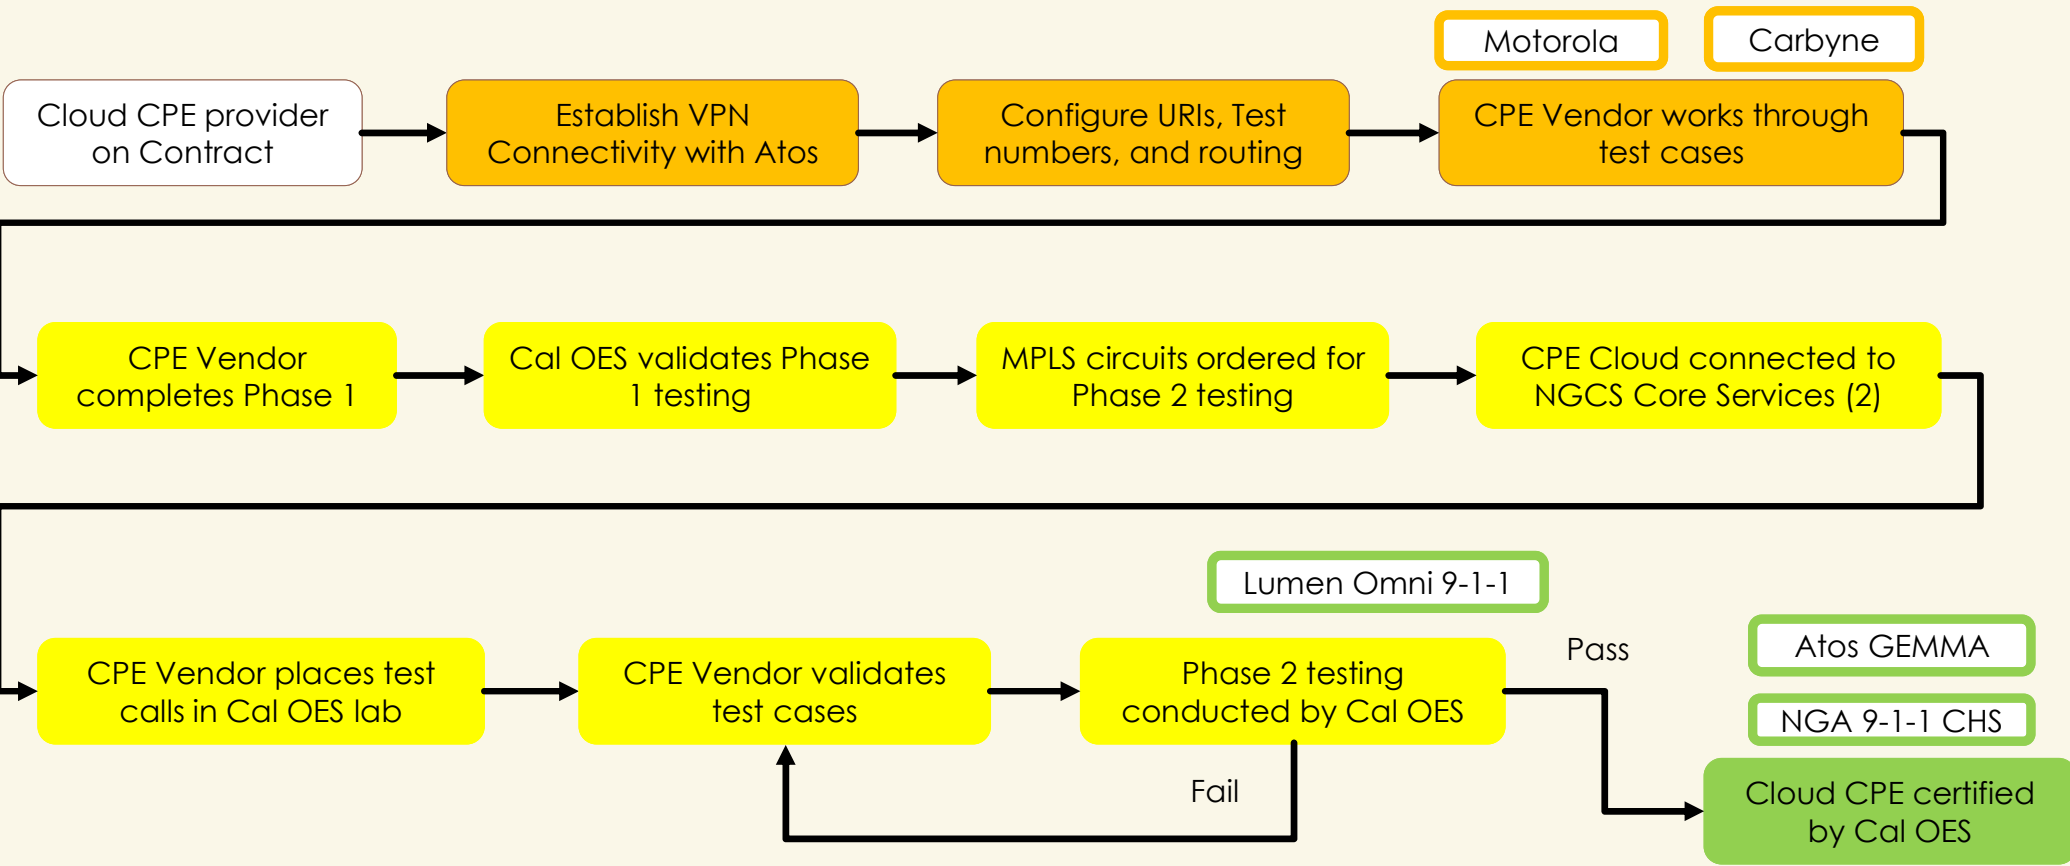 Motorola
Carbyne
Cloud CPE provider
on Contract
Establish VPN
Connectivity with Atos
Configure URIs, Test
numbers, and routing
CPE Vendor works through
test cases
CPE Vendor
completes Phase 1
Cal OES validates Phase
1 testing
MPLS circuits ordered for
Phase 2 testing
CPE Cloud connected to
NGCS Core Services (2)
Lumen Omni 9-1-1
CPE Vendor places test
calls in Cal OES lab
CPE Vendor validates
test cases
Phase 2 testing
conducted by Cal OES
Pass
Fail
Atos GEMMA
NGA 9-1-1 CHS
Cloud CPE certified
by Cal OES